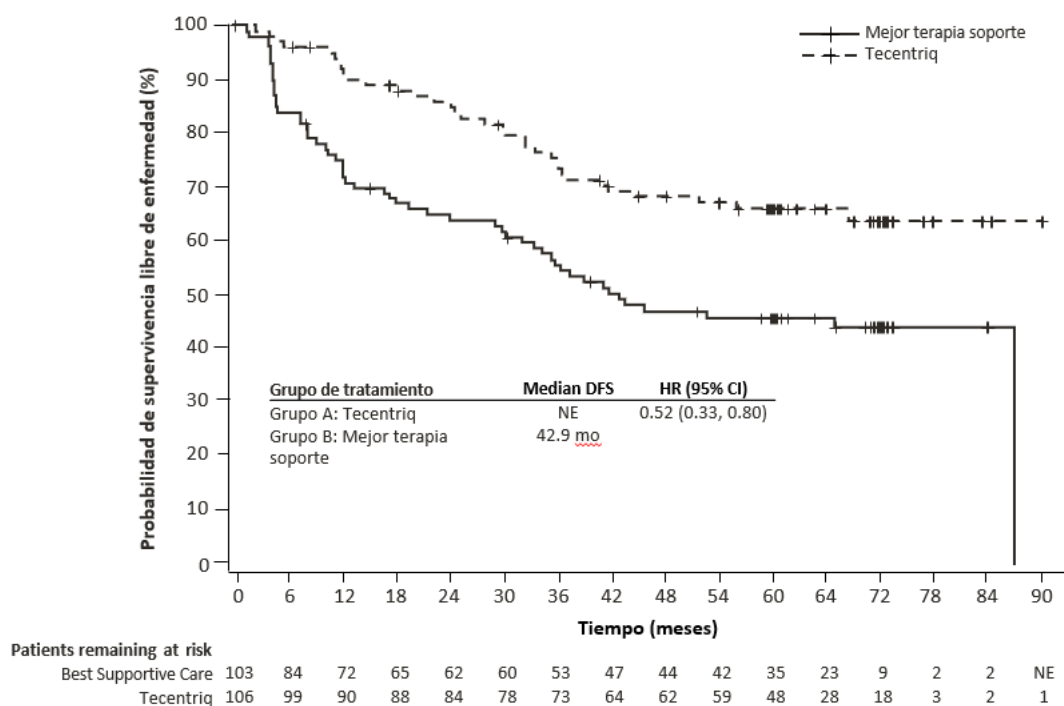 Probabilidad de supervivencia libre de enfermedad (%)
100
90
80
70
60
50
40
30
20
10
0
Mejor terapia soporte
Tecentriq
Grupo de tratamiento Median DFS HR (95% CI)
Grupo A: Tecentriq NE 0.52 (0.33, 0.80)
Grupo B: Mejor terapia 42.9 mo
soporte
0 6 12 18 24 30 36 42 48 54 60 64 72 78 84 90
Tiempo (meses)
Patients remaining at risk
Best Supportive Care 103 84 72 65 62 60 53 47 44 42 35 23 9 2 2 NE
Tecentriq 106 99 90 88 84 78 73 64 62 59 48 28 18 3 2 1